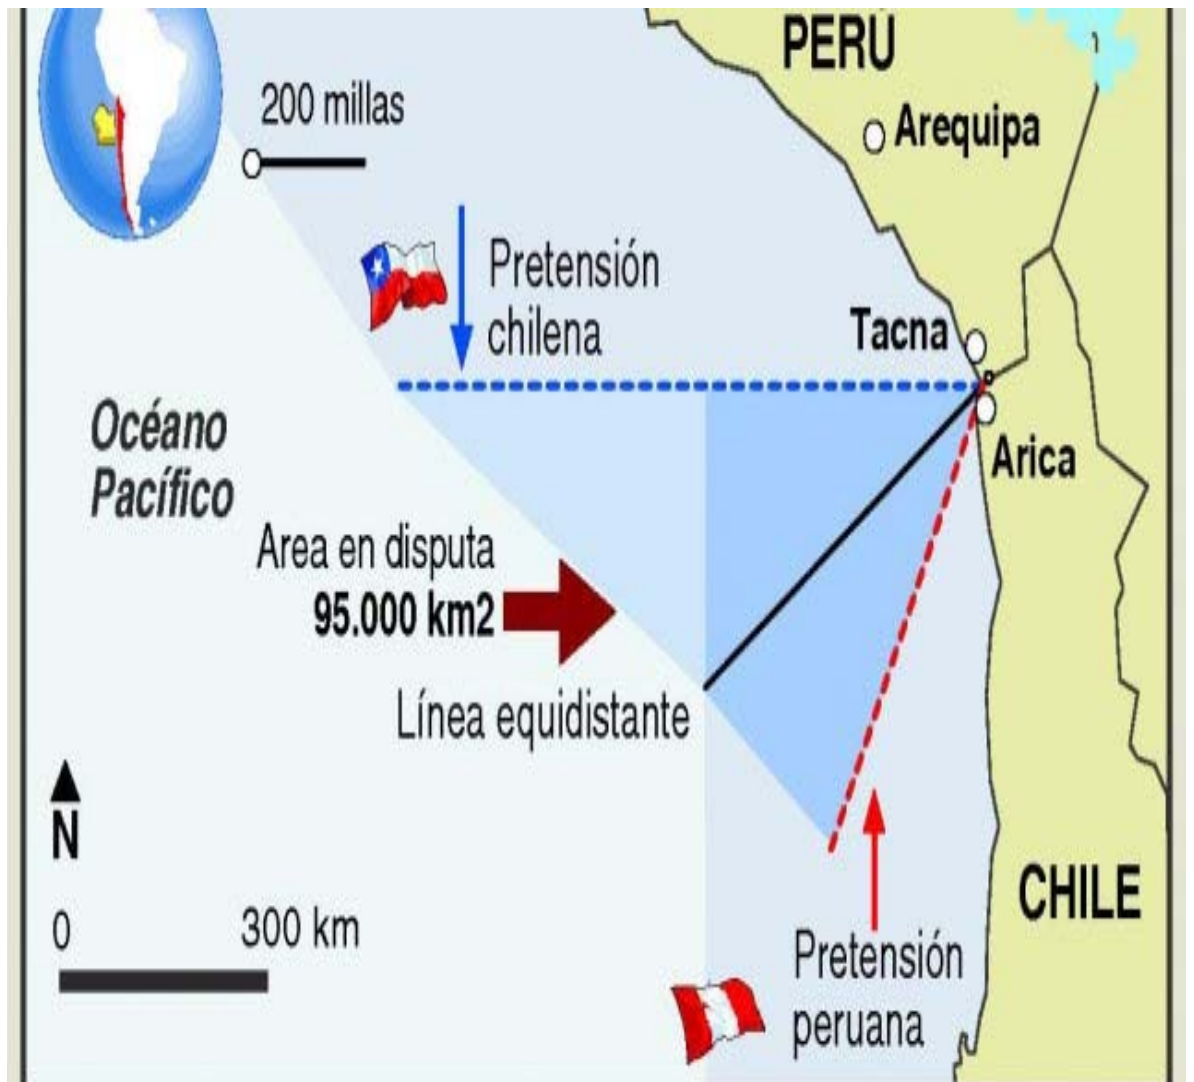 PERÚ
200 millas
Arequipa
Pretensión
chilena
Tacna
Océano
Pacífico
Arica
Area en disputa
95.000 km2
Línea equidistante
N
CHILE
0
300 km
Pretensión
peruana